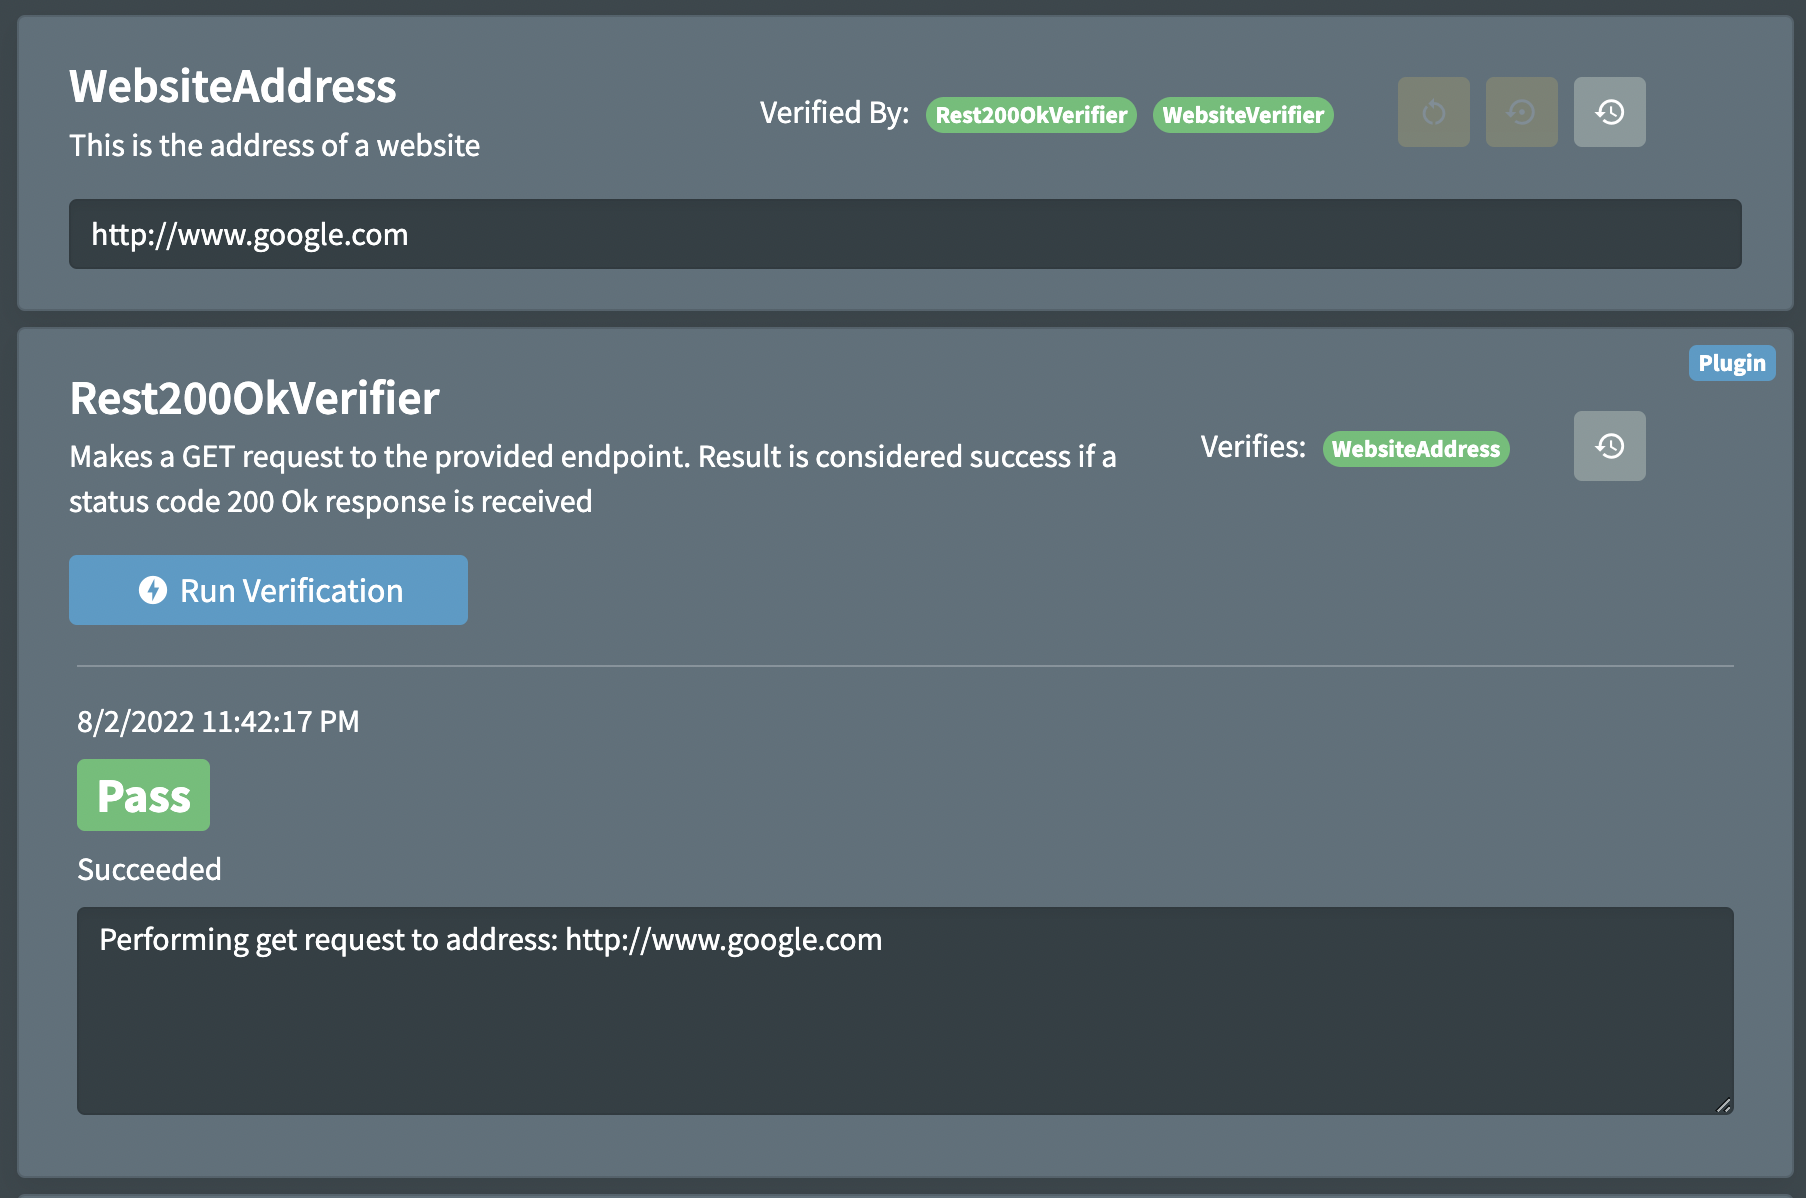 WebsiteAddress
This is the address of a website
Verified By: Rest200OkVerifier WebsiteVerifier
http://www.google.com
Plugin
Rest200OkVerifier
Makes a GET request to the provided endpoint. Result is considered success if a
status code 200 Ok response is received
Verifies: WebsiteAddress
Run Verification
8/2/2022 11:42:17 PM
Pass
Succeeded
Performing get request to address: http://www.google.com